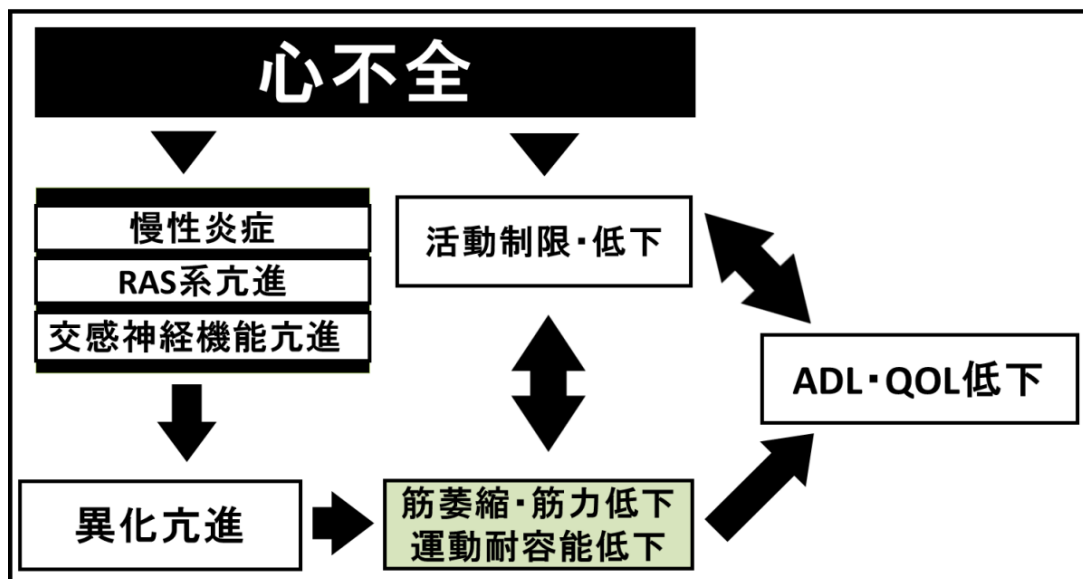 心不全
慢性炎症
RAS系亢進
交感神経機能亢進
活動制限・低下
ADL・QOL低下
異化亢進
筋萎縮・筋力低下
運動耐容能低下